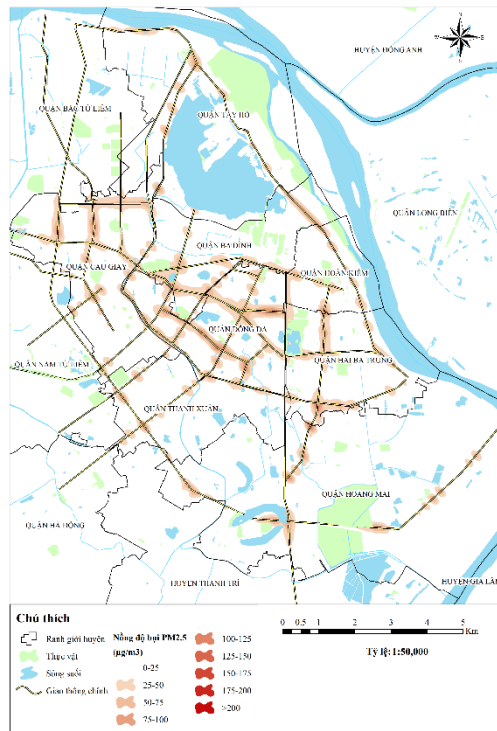 HUYỆN ĐÔNG ANH
QUẬN BẮC TỪ LIÊM
QUẬN TÂY HỒ
QUẬN LONG BIÊN
QUẬN BA ĐÌNH
QUẬN CẦU GIẤY
QUẬN HOÀN KIẾM
QUẬN ĐỐNG ĐA
QUẬN NAM TỪ LIÊM
QUẬN HAI BÀ TRƯNG
QUẬN THANH XUÂN
QUẬN HOÀNG MAI
QUẬN HÀ ĐÔNG
HUYỆN THANH TRÌ
HUYỆN GIA LÂM
Chú thích
Ranh giới huyện
Thực vật
Sông suối
Giao thông chính
Nồng độ bụi PM2,5
(µg/m3)
0-25
25-50
50-75
75-100
100-125
125-150
150-175
175-200
>200
0 0.5 1 2 3 4 5
Km
Tỷ lệ: 1:50,000